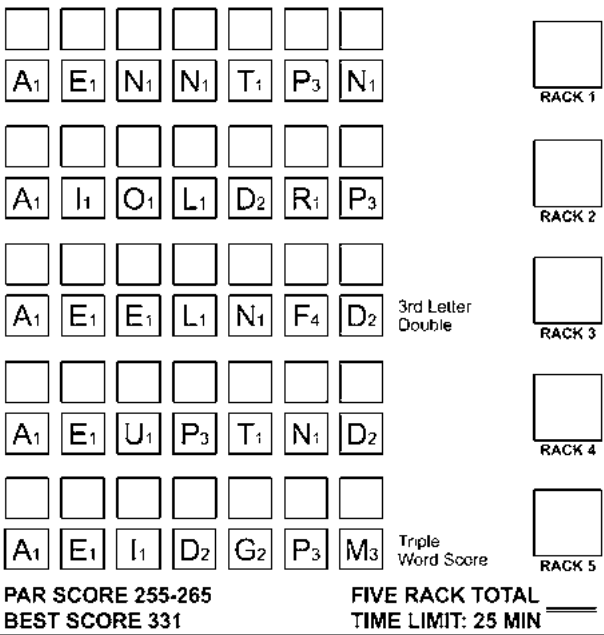 A1 E1 N1 N1 T1 P3 N1
RACK 1
A1 I1 O1 L1 D2 R1 P3
RACK 2
A1 E1 E1 L1 N1 F4 D2
3rd Letter
Double
RACK 3
A1 E1 U1 P3 T1 N1 D2
RACK 4
A1 E1 I1 D2 G2 P3 M3
Triple
Word Score
RACK 5
PAR SCORE 255-265
BEST SCORE 331
FIVE RACK TOTAL
TIME LIMIT: 25 MIN